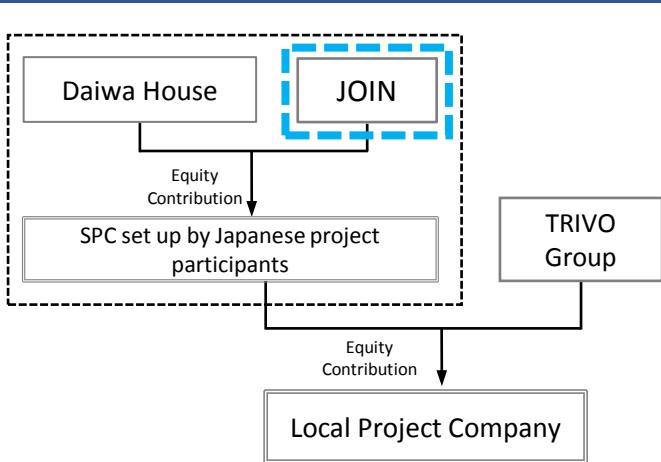 Daiwa House
JOIN
Equity
Contribution
SPC set up by Japanese project
participants
TRIVO
Group
Equity
Contribution
Local Project Company